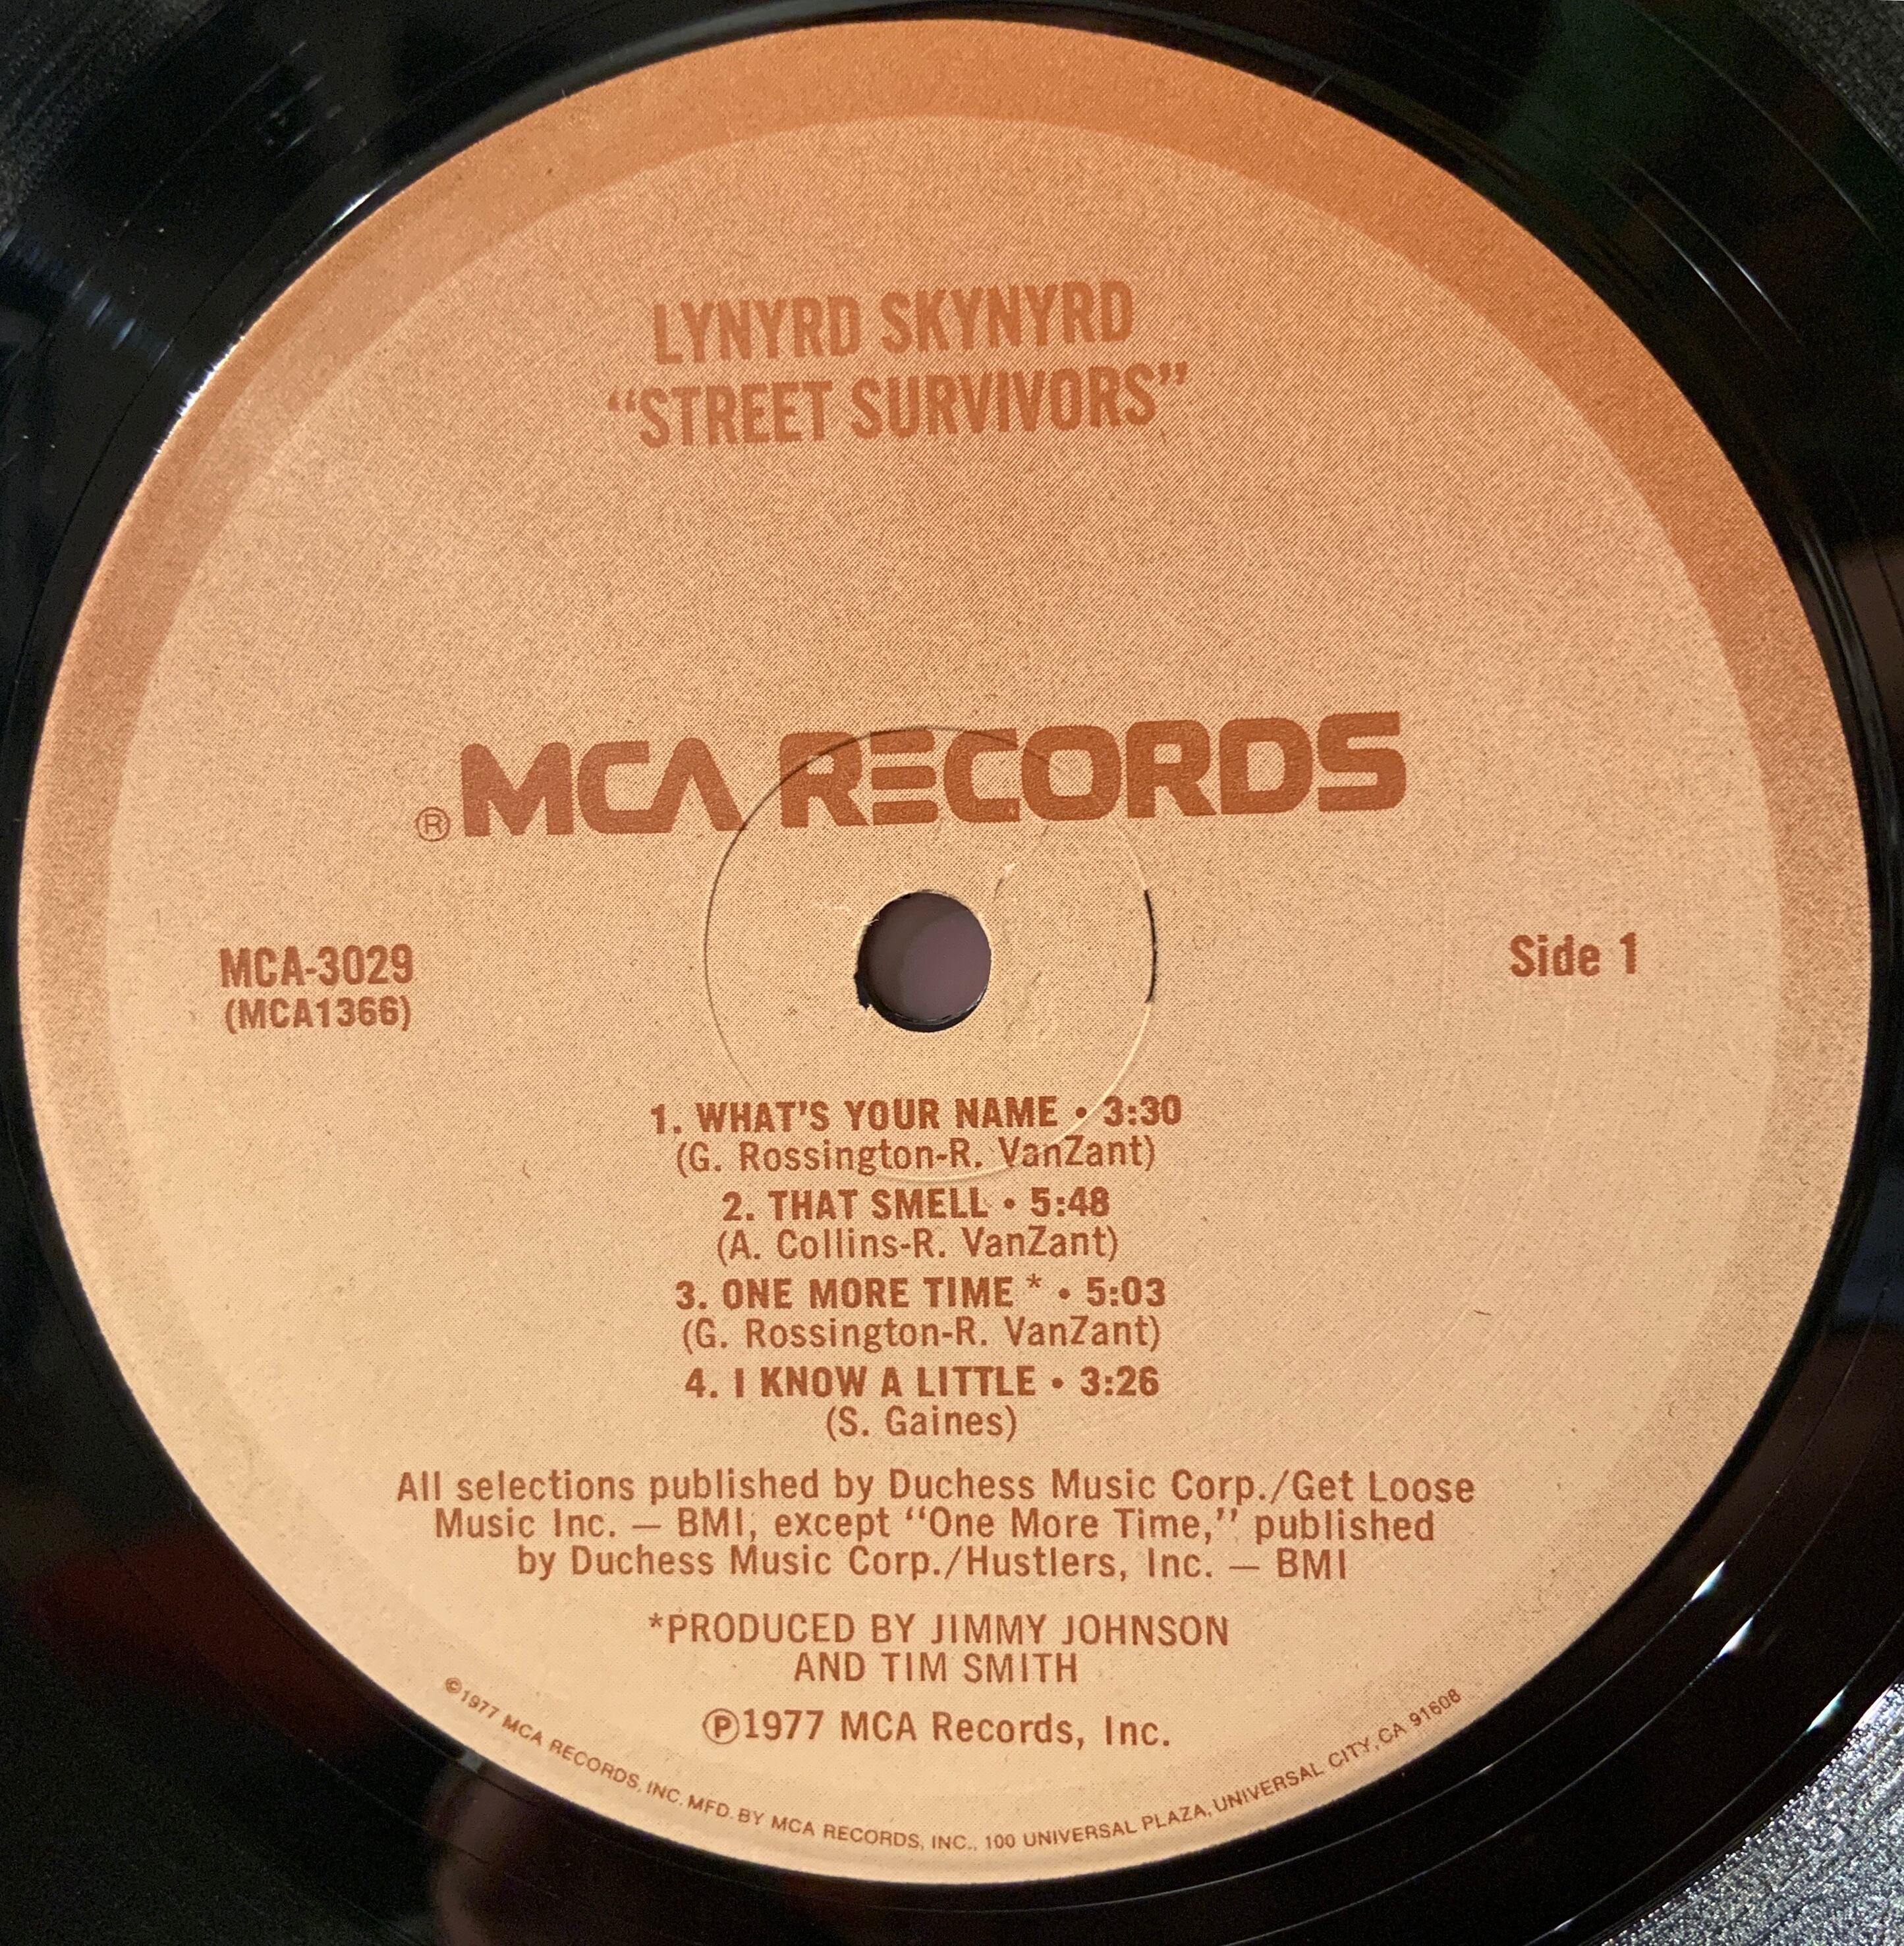 LYNYRD SKYNYRD
“STREET SURVIVORS”
® MCA RECORDS
MCA-3029
(MCA1366)
Side 1
1. WHAT'S YOUR NAME • 3:30
(G. Rossington-R. VanZant)
2. THAT SMELL • 5:48
(A. Collins-R. VanZant)
3. ONE MORE TIME * • 5:03
(G. Rossington-R. VanZant)
4. I KNOW A LITTLE • 3:26
(S. Gaines)
All selections published by Duchess Music Corp./Get Loose
Music Inc. — BMI, except “One More Time,” published
by Duchess Music Corp./Hustlers, Inc. — BMI
*PRODUCED BY JIMMY JOHNSON
AND TIM SMITH
℗1977 MCA Records, Inc.
©1977 MCA RECORDS, INC. MFD. BY MCA RECORDS, INC., 100 UNIVERSAL PLAZA, UNIVERSAL CITY, CA 91608